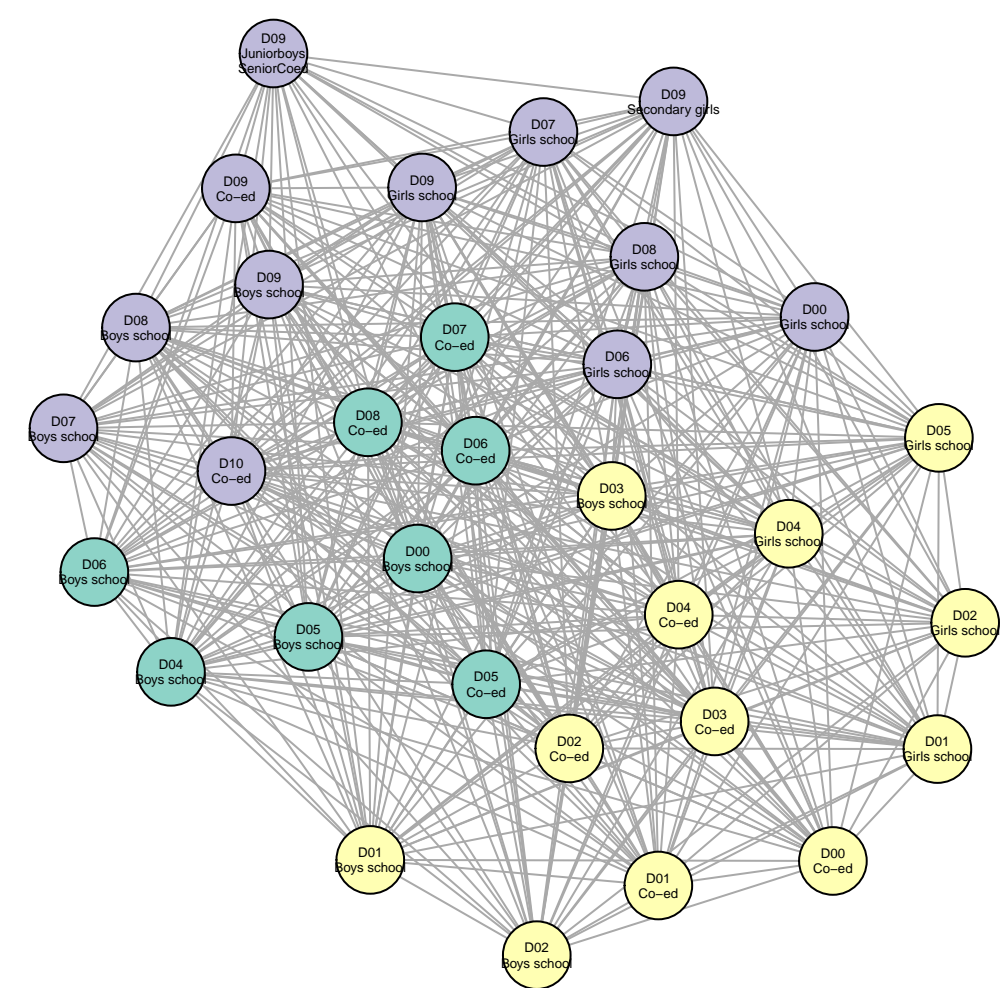 D09
Juniorboys
SeniorCoed
D09
Secondary girls
D07
Girls school
D09
Co−ed
D09
Girls school
D08
Girls school
D09
Boys school
D08
Boys school
D00
Girls school
D07
Co−ed
D06
Girls school
D07
Boys school
D08
Co−ed
D05
Girls school
D06
Co−ed
D10
Co−ed
D03
Boys school
D04
Girls school
D00
Boys school
D06
Boys school
D04
Co−ed
D02
Girls school
D05
Boys school
D04
Boys school
D05
Co−ed
D03
Co−ed
D02
Co−ed
D01
Girls school
D01
Boys school
D00
Co−ed
D01
Co−ed
D02
Boys school